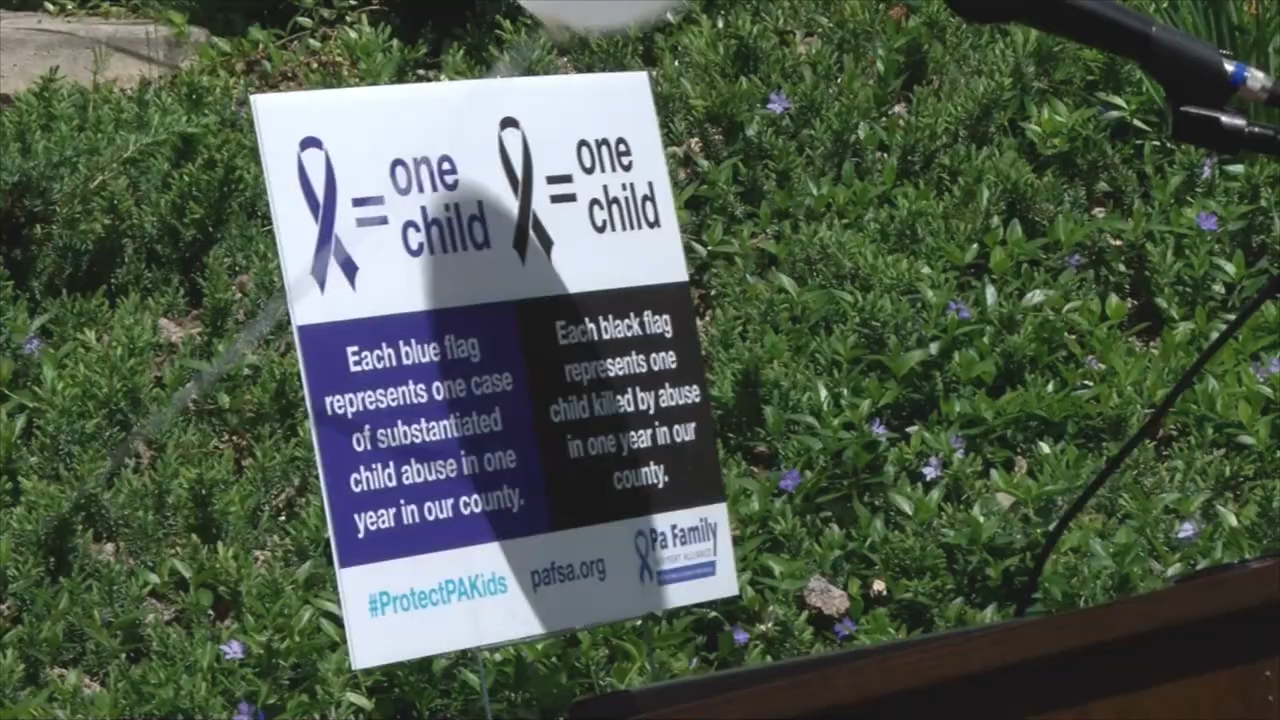 = one child
= one child
Each blue flag
represents one case
of substantiated
child abuse in one
year in our county.
Each black flag
represents one
child killed by abuse
in one year in our
county.
#ProtectPAKids
pafsa.org
Pa Family
ALLIANCE